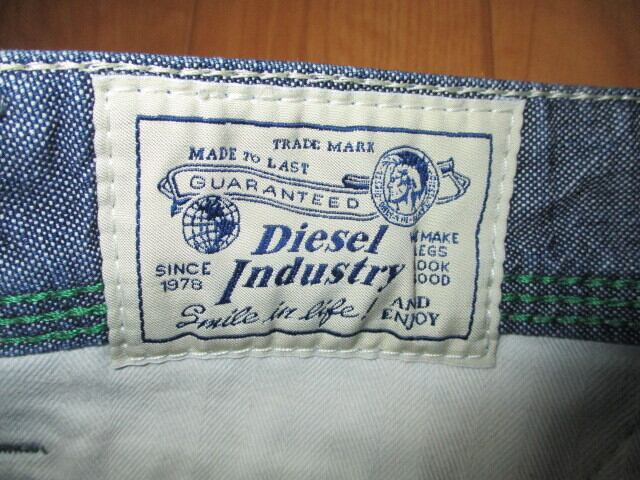 TRADE MARK
MADE TO LAST
GUARANTEED
Diesel
Industry
SINCE
1978
MAKE
LEGS
LOOK
GOOD
AND
ENJOY
Smile in life!